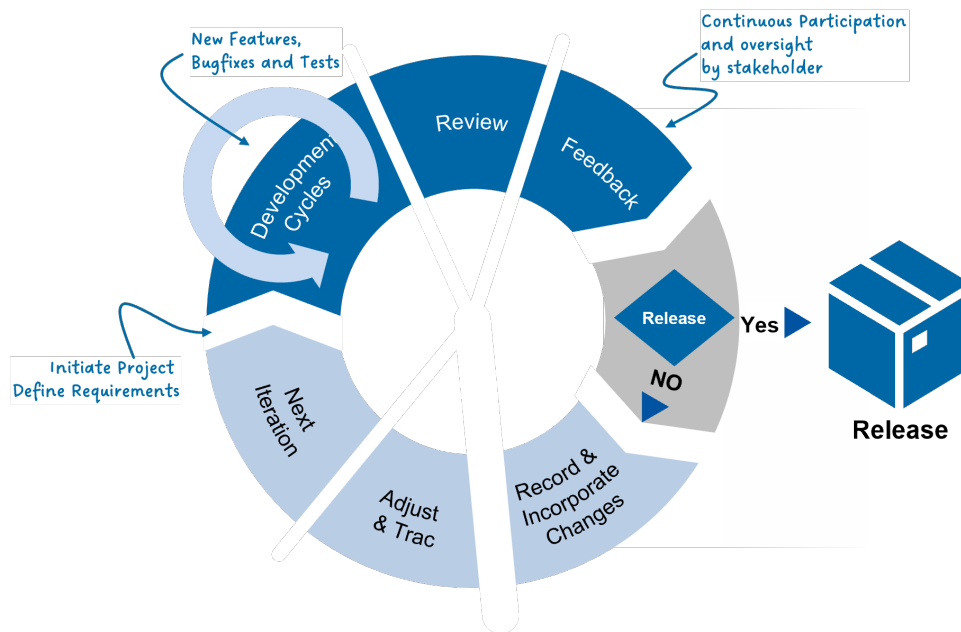 New Features,
Bugfixes and Tests
Continuous Participation
and oversight
by stakeholder
Development
Cycles
Review
Feedback
Release
Yes
NO
Release
Initiate Project
Define Requirements
Next
Iteration
Adjust
& Trac
Record &
Incorporate
Changes